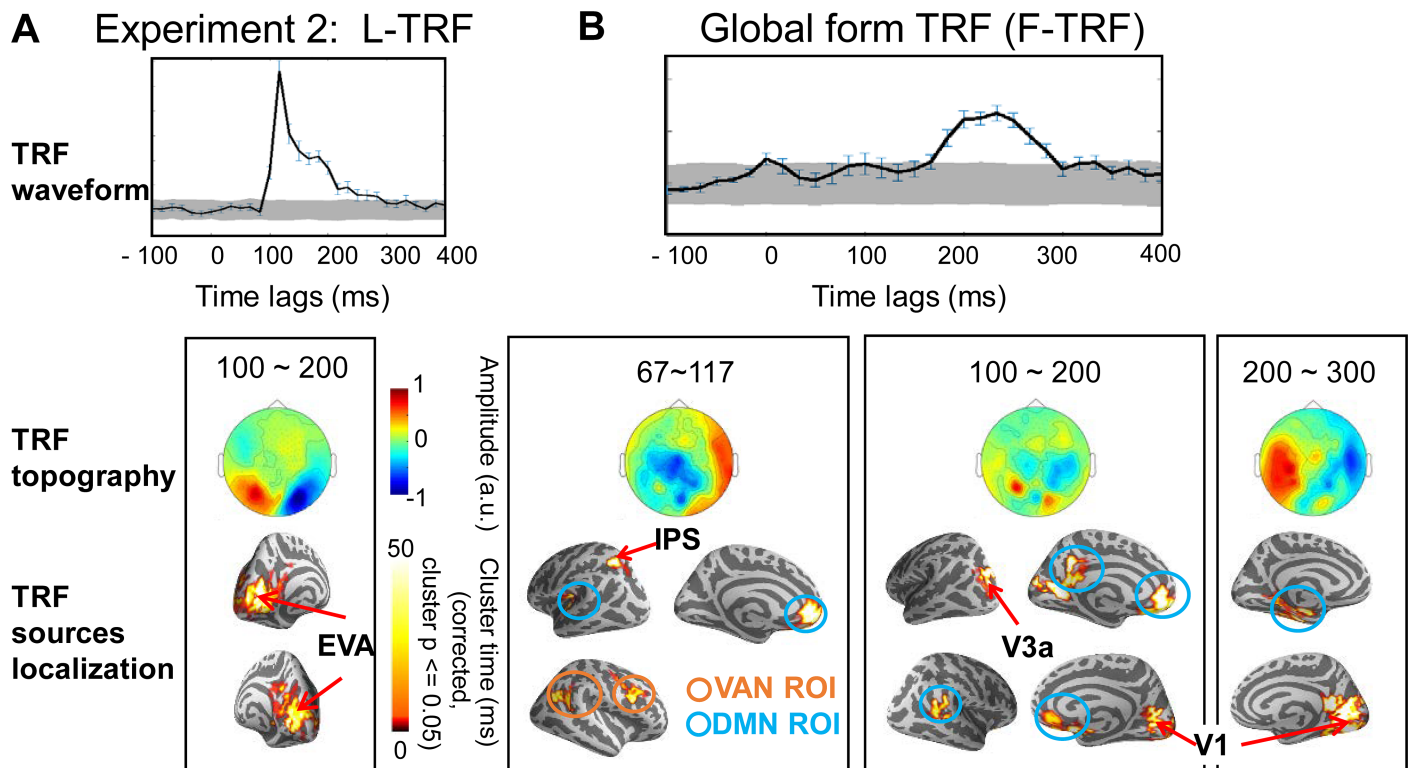 A Experiment 2: L-TRF
B Global form TRF (F-TRF)
TRF
waveform
- 100 0 100 200 300 400
Time lags (ms)
- 100 0 100 200 300 400
Time lags (ms)
TRF
topography
100 ~ 200
1
0
-1
Amplitude (a.u.)
67~117
100 ~ 200
200 ~ 300
TRF
sources
localization
EVA
50
0
Cluster time (ms)
(corrected,
cluster p <= 0.05)
IPS
VAN ROI
DMN ROI
V3a
V1